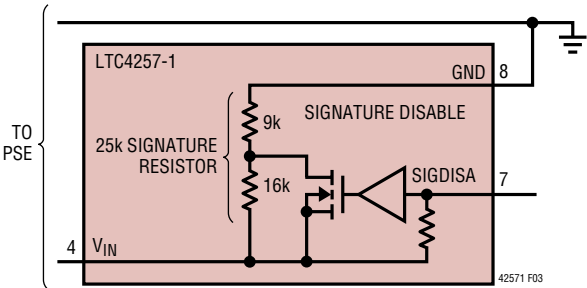 LTC4257-1
GND 8
9k
SIGNATURE DISABLE
TO
PSE
25k SIGNATURE
RESISTOR
16k
SIGDISA
7
4
VIN
42571 F03